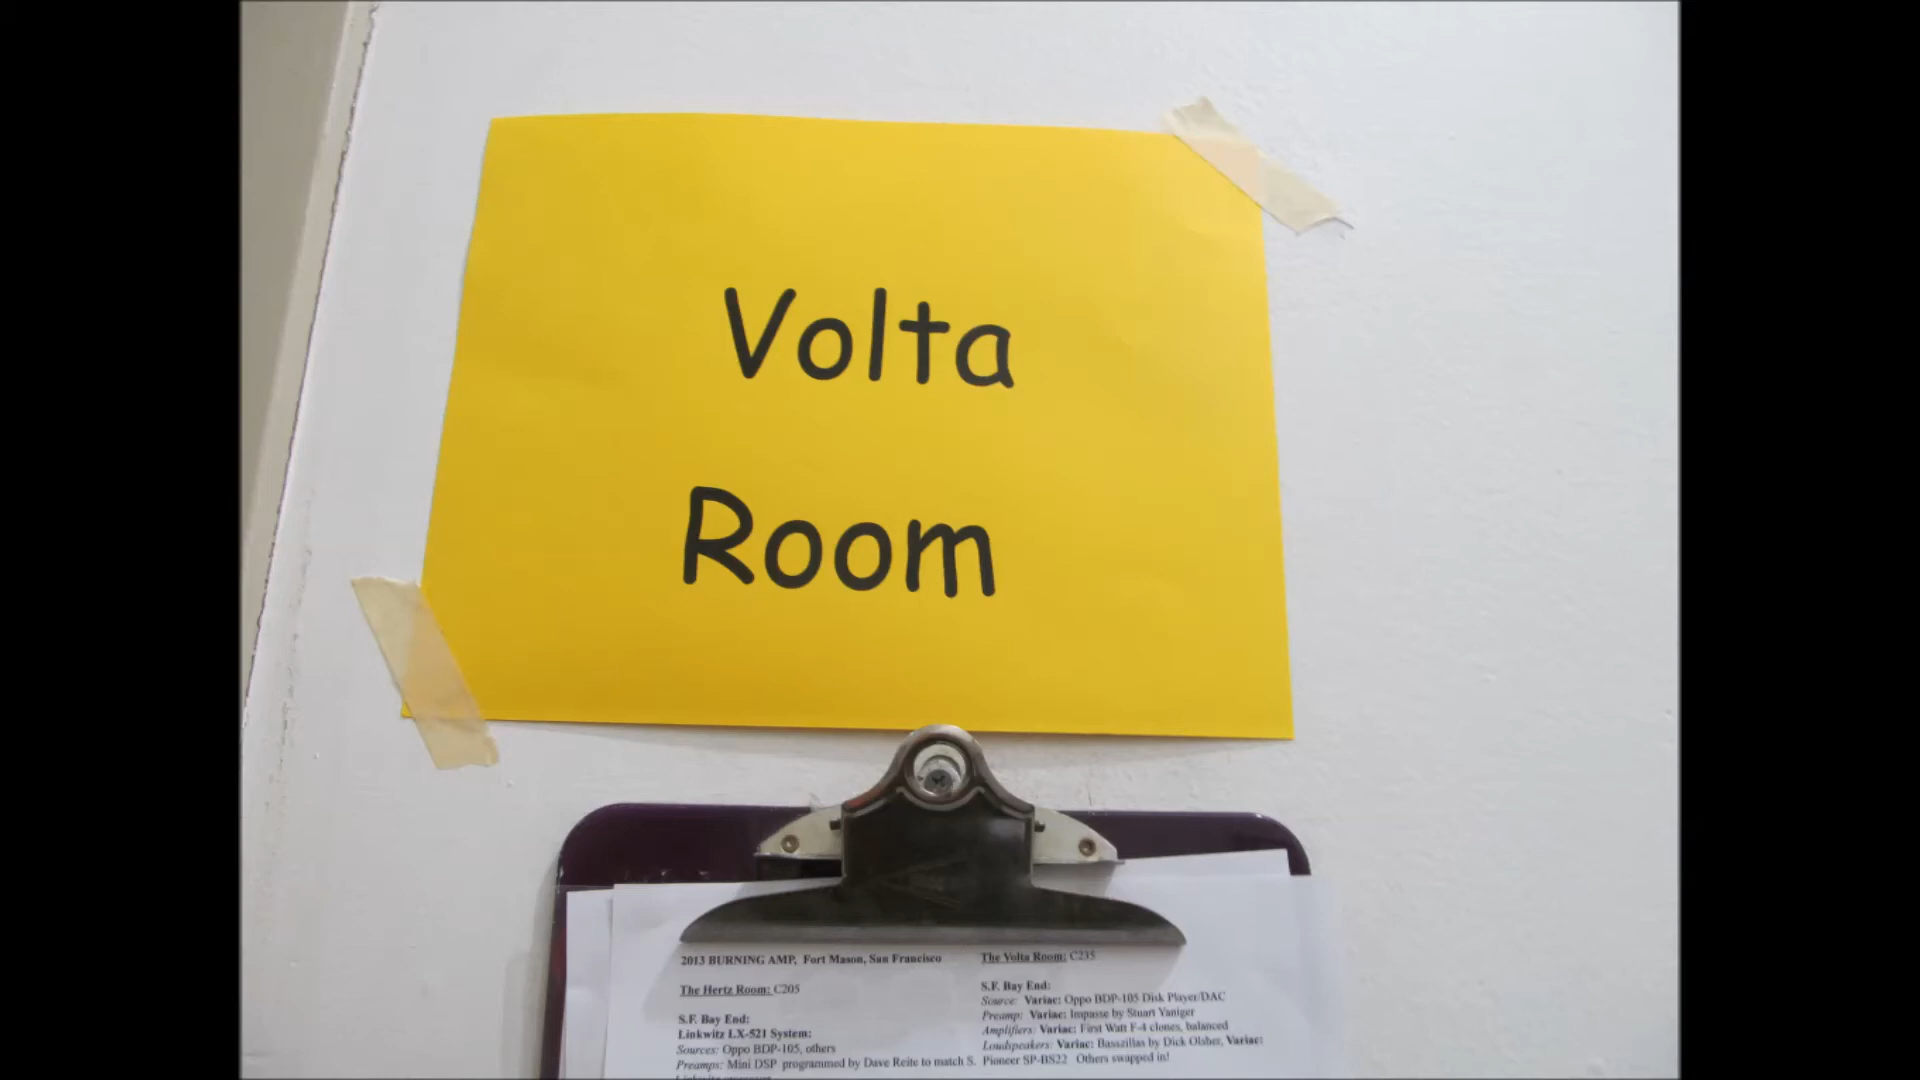 Volta
Room
2013 BURNING AMP, Fort Mason, San Francisco
The Hertz Room: C205
S.F. Bay End:
Linkwitz LX-521 System:
Sources: Oppo BDP-105, others
Preamps: Mini DSP programmed by Dave Reite to match S.
The Volta Room: C235
S.F. Bay End:
Source: Variac: Oppo BDP-105 Disk Player/DAC
Preamp: Variac: Impasse by Stuart Yaniger
Amplifiers: Variac: First Watt F-4 clones, balanced
Loudspeakers: Variac: Basszillas by Dick Olsher, Variac:
Pioneer SP-BS22 Others swapped in!